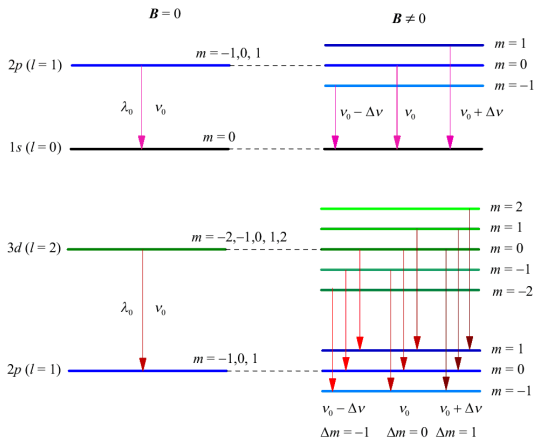 B = 0
B ≠ 0
m = −1,0, 1
m = 1
2p (l = 1)
m = 0
m = −1
λ₀ ν₀
ν₀ − Δν ν₀ ν₀ + Δν
1s (l = 0)
m = 0
m = 2
m = −2,−1,0, 1,2
m = 1
3d (l = 2)
m = 0
m = −1
m = −2
λ₀ ν₀
m = −1,0, 1
m = 1
2p (l = 1)
m = 0
m = −1
ν₀ − Δν ν₀ ν₀ + Δν
Δm = −1 Δm = 0 Δm = 1